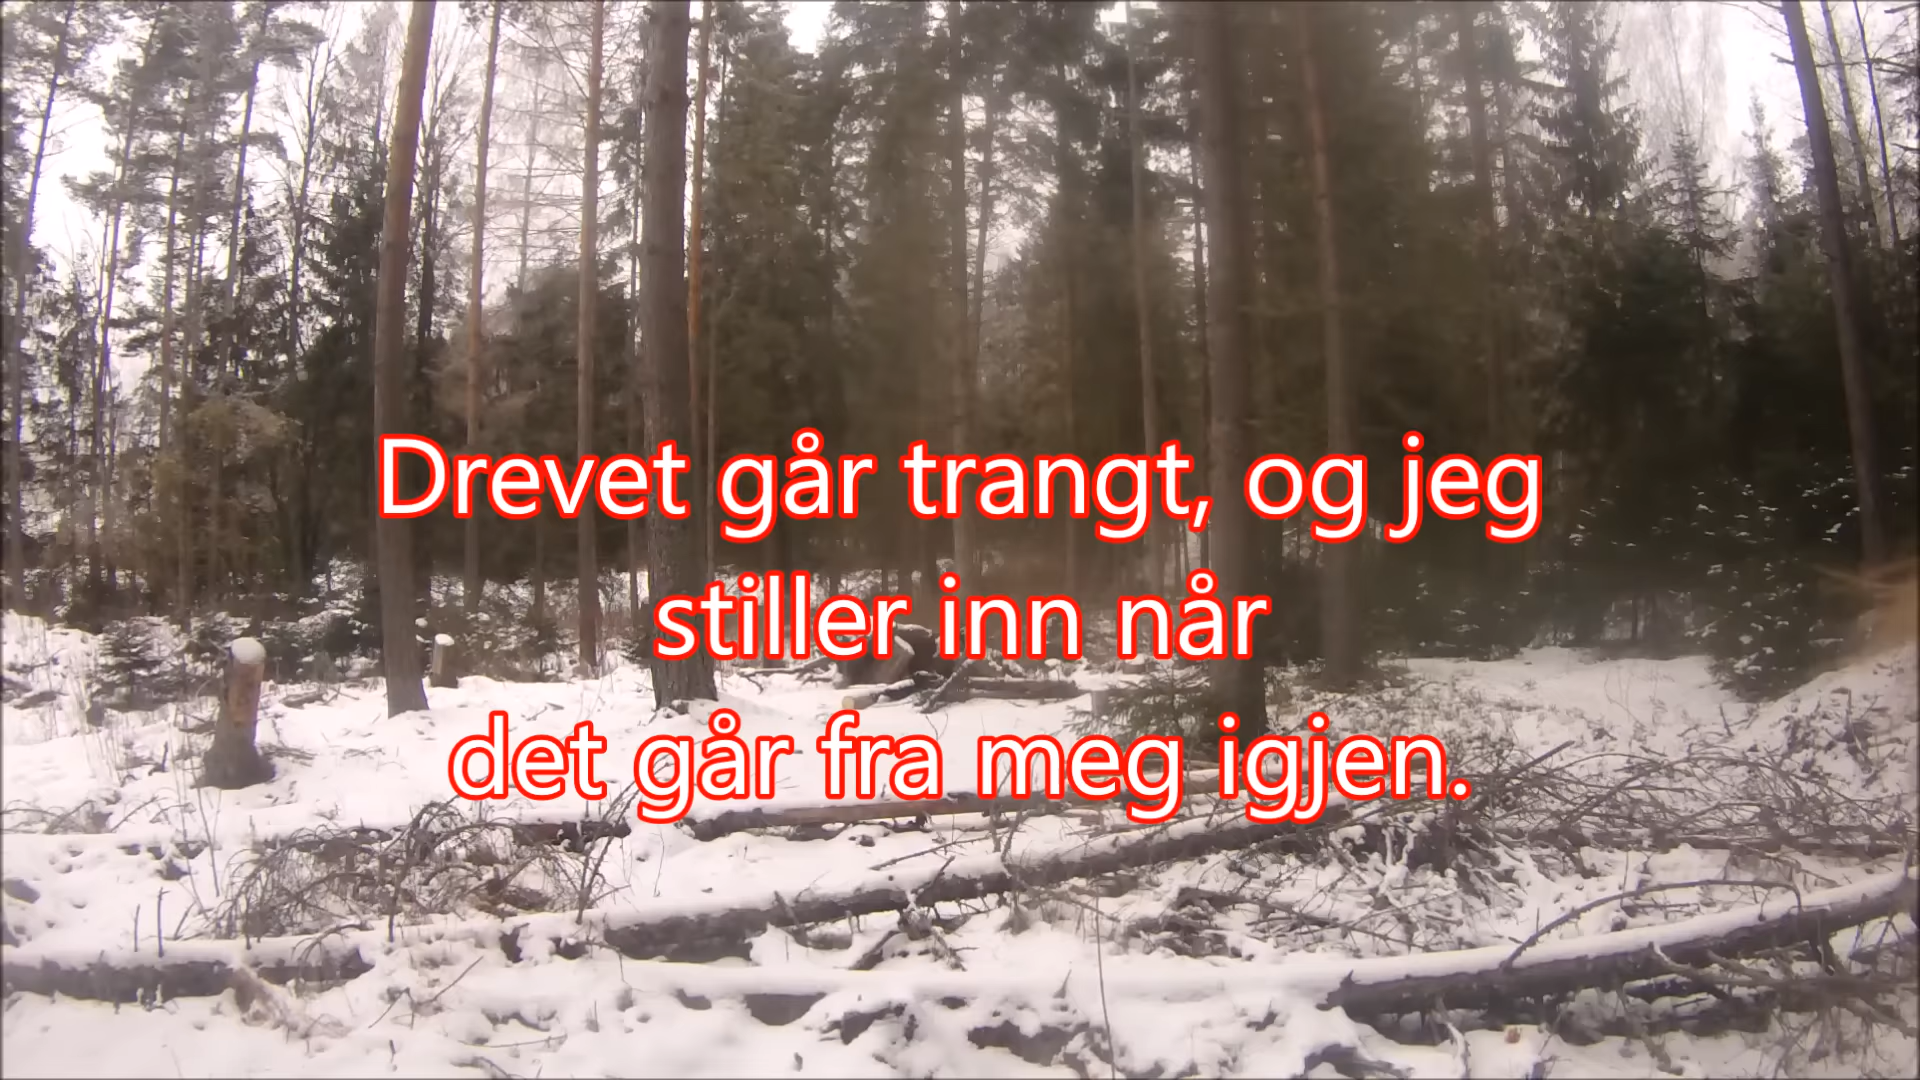 Drevet går trangt, og jeg
stiller inn når
det går fra meg igjen.